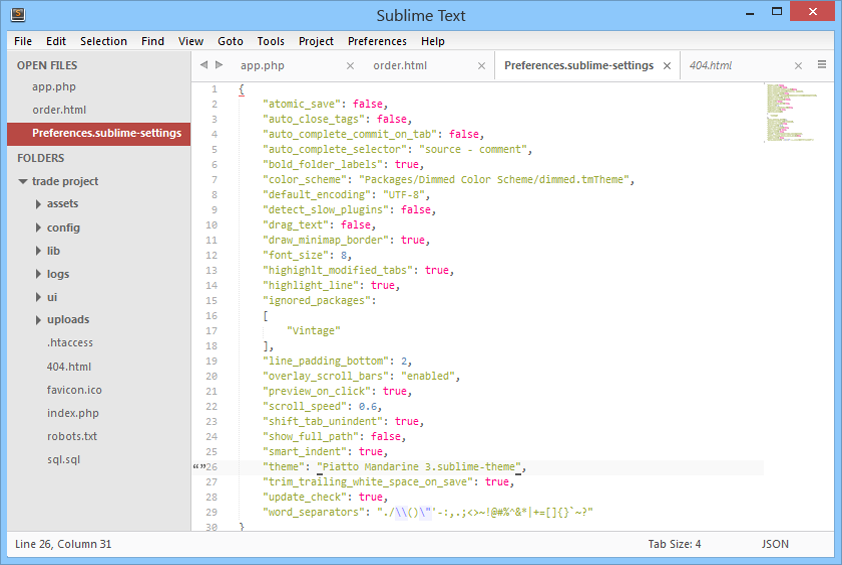 Sublime Text
File Edit Selection Find View Goto Tools Project Preferences Help
OPEN FILES
app.php
order.html
Preferences.sublime-settings
FOLDERS
trade project
assets
config
lib
logs
ui
uploads
.htaccess
404.html
favicon.ico
index.php
robots.txt
sql.sql
app.php order.html Preferences.sublime-settings 404.html
1 {
2 "atomic_save": false,
3 "auto_close_tags": false,
4 "auto_complete_commit_on_tab": false,
5 "auto_complete_selector": "source - comment",
6 "bold_folder_labels": true,
7 "color_scheme": "Packages/Dimmed Color Scheme/dimmed.tmTheme",
8 "default_encoding": "UTF-8",
9 "detect_slow_plugins": false,
10 "drag_text": false,
11 "draw_minimap_border": true,
12 "font_size": 8,
13 "highighlt_modified_tabs": true,
14 "highlight_line": true,
15 "ignored_packages":
16 [
17 "Vintage"
18 ],
19 "line_padding_bottom": 2,
20 "overlay_scroll_bars": "enabled",
21 "preview_on_click": true,
22 "scroll_speed": 0.6,
23 "shift_tab_unindent": true,
24 "show_full_path": false,
25 "smart_indent": true,
“”26 "theme": "Piatto Mandarine 3.sublime-theme",
27 "trim_trailing_white_space_on_save": true,
28 "update_check": true,
29 "word_separators": "./\\()\"'-:,.;<>~!@#%^&*|+=[]{}`~?"
30 }
Line 26, Column 31 Tab Size: 4 JSON